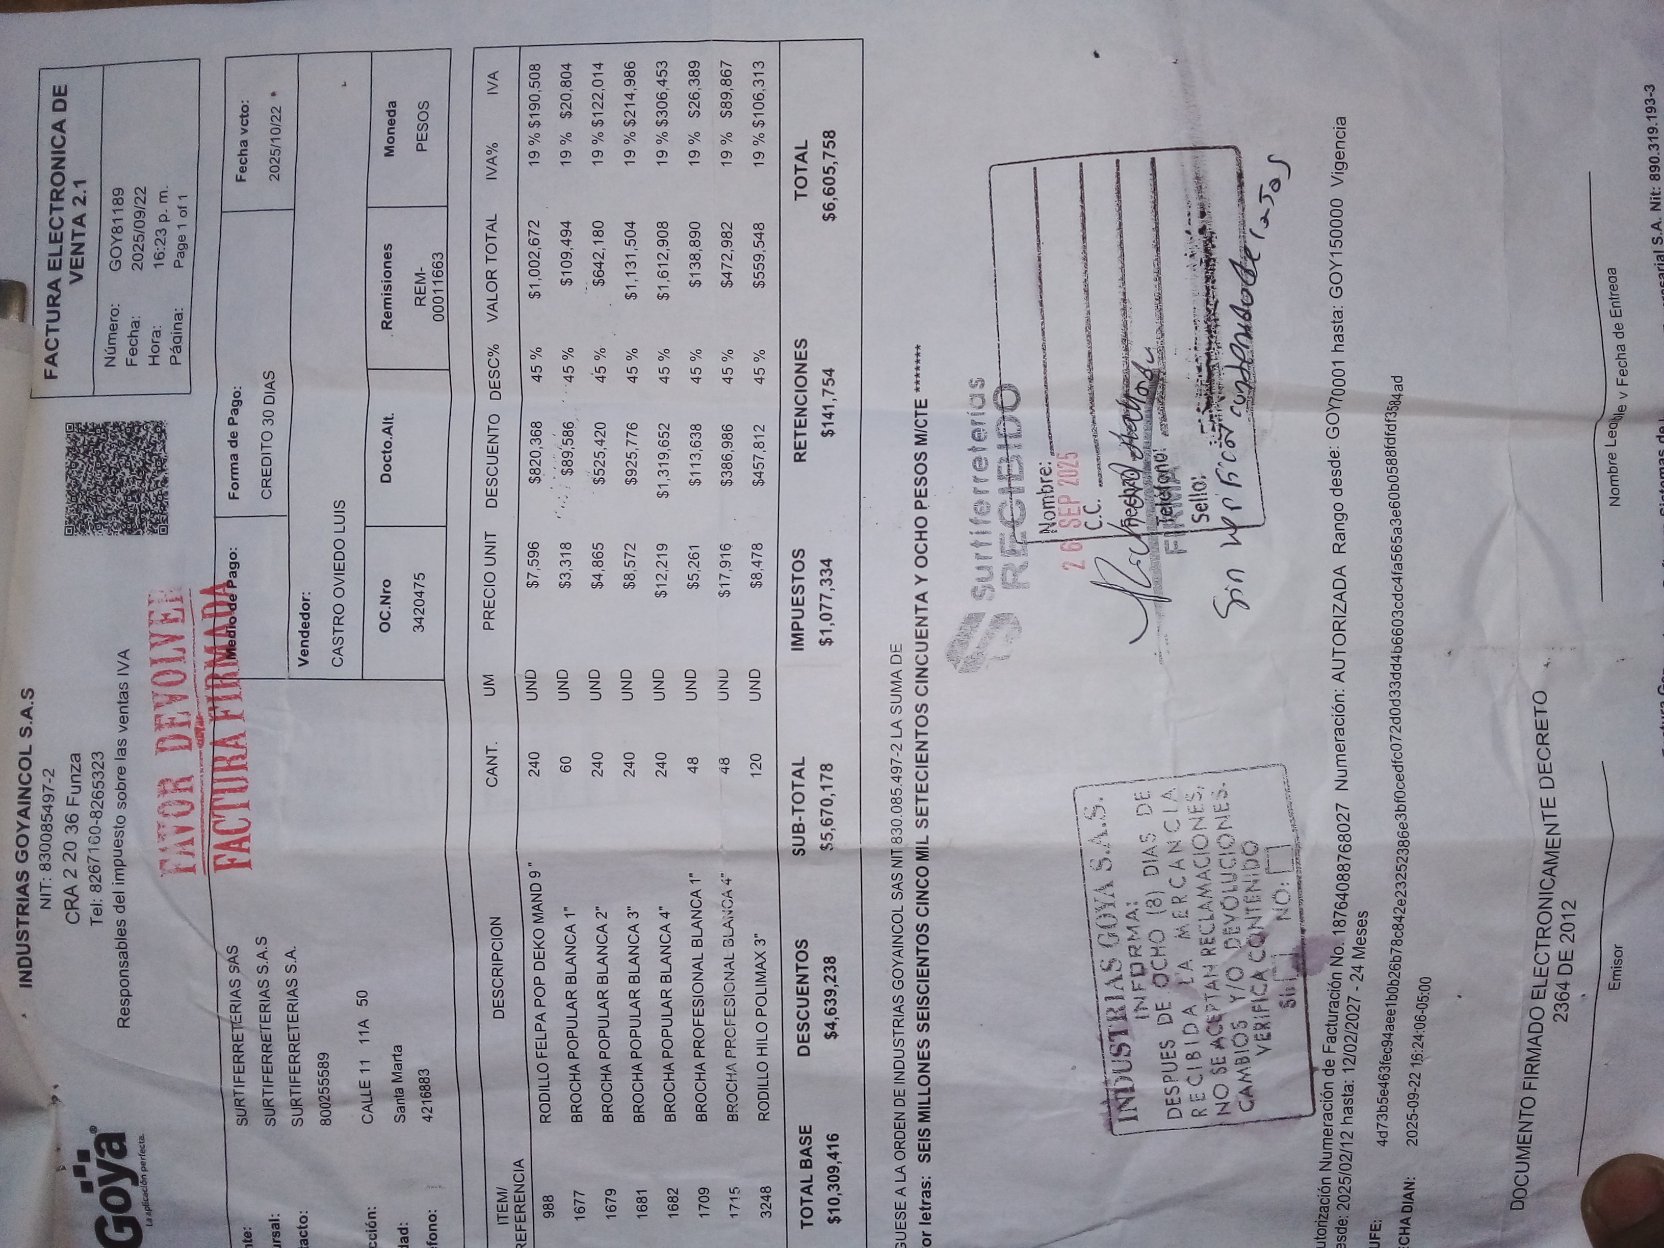 Goya®
La aplicación perfecta.
INDUSTRIAS GOYAINCOL S.A.S
NIT: 830085497-2
CRA 2 20 36 Funza
Tel: 8267100-8265323
Responsables del impuesto sobre las ventas IVA
FACTURA ELECTRONICA DE
VENTA 2.1
Número: GOY81189
Fecha: 2025/09/22
Hora: 16:23 p. m.
Página: Page 1 of 1
FAVOR DEVOLVER
FACTURA FIRMADA
nte: SURTIFERRETERIAS SAS
ursal: SURTIFERRETERIAS S.A.S
tacto: SURTIFERRETERIAS S.A.
800255589
cción: CALLE 11 11A 50
dad: Santa Marta
éfono: 4216883
Medio de Pago: Forma de Pago: Fecha vcto:
CREDITO 30 DIAS 2025/10/22
Vendedor:
CASTRO OVIEDO LUIS
OC.Nro Docto.Alt. Remisiones Moneda
3420475 REM-00011663 PESOS
ITEM/REFERENCIA DESCRIPCION CANT. UM PRECIO UNIT DESCUENTO DESC% VALOR TOTAL IVA% IVA
988 RODILLO FELPA POP DEKO MAND 9" 240 UND $7,596 $820,368 45 % $1,002,672 19 % $190,508
1677 BROCHA POPULAR BLANCA 1" 60 UND $3,318 $89,586 45 % $109,494 19 % $20,804
1679 BROCHA POPULAR BLANCA 2" 240 UND $4,865 $525,420 45 % $642,180 19 % $122,014
1681 BROCHA POPULAR BLANCA 3" 240 UND $8,572 $925,776 45 % $1,131,504 19 % $214,986
1682 BROCHA POPULAR BLANCA 4" 240 UND $12,219 $1,319,652 45 % $1,612,908 19 % $306,453
1709 BROCHA PROFESIONAL BLANCA 1" 48 UND $5,261 $113,638 45 % $138,890 19 % $26,389
1715 BROCHA PROFESIONAL BLANCA 4" 48 UND $17,916 $386,986 45 % $472,982 19 % $89,867
3248 RODILLO HILO POLIMAX 3" 120 UND $8,478 $457,812 45 % $559,548 19 % $106,313
TOTAL BASE DESCUENTOS SUB-TOTAL IMPUESTOS RETENCIONES TOTAL
$10,309,416 $4,639,238 $5,670,178 $1,077,334 $141,754 $6,605,758
GUESE A LA ORDEN DE INDUSTRIAS GOYAINCOL SAS NIT 830.085.497-2 LA SUMA DE
or letras: SEIS MILLONES SEISCIENTOS CINCO MIL SETECIENTOS CINCUENTA Y OCHO PESOS M/CTE *******
Surtiferreterías
RECIBIDO
26 SEP 2025
FIRMA
Nombre:
C.C.
Fecha
Teléfono:
Sello:
Sin verificar contenido de cajas
INDUSTRIAS GOYA S.A.S.
INFORMA:
DESPUES DE OCHO (8) DIAS DE
RECIBIDA LA MERCANCIA
NO SE ACEPTAN RECLAMACIONES,
CAMBIOS Y/O DEVOLUCIONES.
VERIFICA CONTENIDO
SI: NO:
utorización Numeración de Facturación No. 18764088768027 Numeración: AUTORIZADA Rango desde: GOY70001 hasta: GOY150000 Vigencia
esde: 2025/02/12 hasta: 12/02/2027 - 24 Meses
UFE:
ECHA DIAN: 2025-09-22 16:24:06-05:00
DOCUMENTO FIRMADO ELECTRONICAMENTE DECRETO
2364 DE 2012
Emisor
Nombre Legible y Fecha de Entrega
S.A. Nit: 890.319.193-3